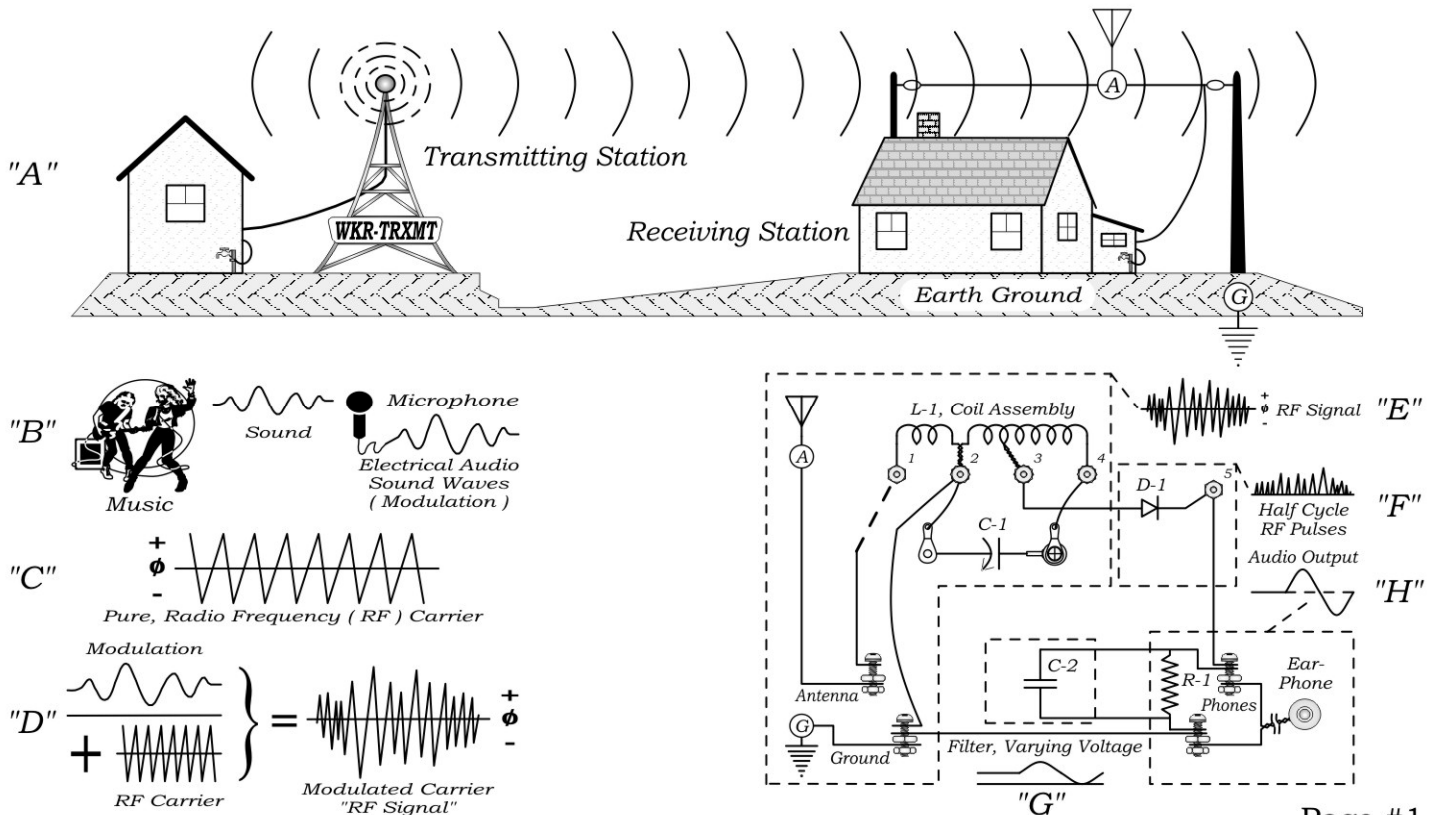 A
"A"
Transmitting Station
WKR-TRXMT
Receiving Station
Earth Ground
G
"B"
Music
Sound
Microphone
Electrical Audio
Sound Waves
( Modulation )
"C"
+
ø
-
Pure, Radio Frequency ( RF ) Carrier
"D"
Modulation
+
RF Carrier
=
+
ø
-
Modulated Carrier
"RF Signal"
A
L-1, Coil Assembly
1
2
3
4
C-1
+
ø
-
RF Signal
"E"
D-1
5
Half Cycle
RF Pulses
"F"
Audio Output
"H"
C-2
R-1
Antenna
Phones
Ear-
Phone
G
Ground
Filter, Varying Voltage
"G"
Page #1